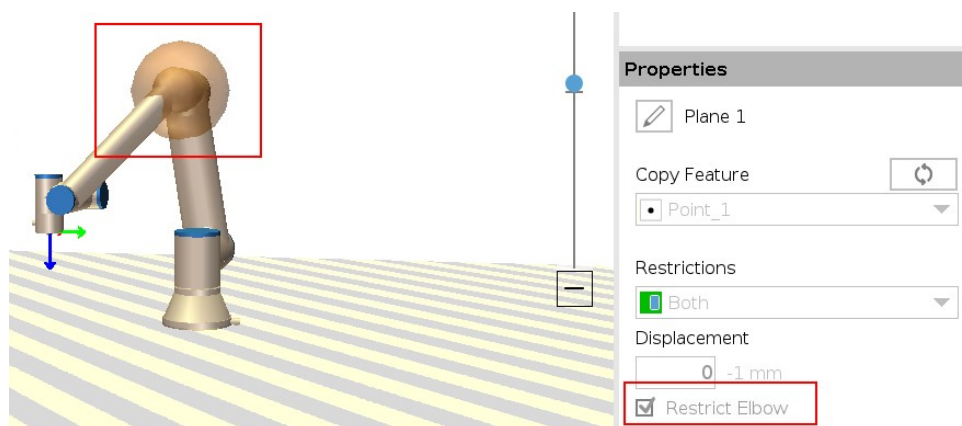 Properties
Plane 1
Copy Feature
Point_1
Restrictions
Both
Displacement
0 -1 mm
Restrict Elbow